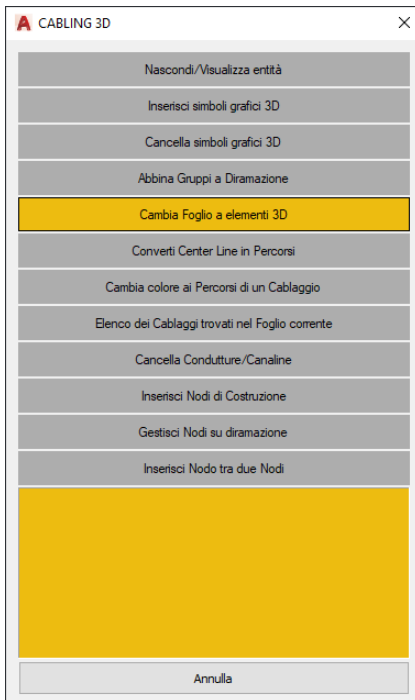 CABLING 3D
Nascondi/Visualizza entità
Inserisci simboli grafici 3D
Cancella simboli grafici 3D
Abbina Gruppi a Diramazione
Cambia Foglio a elementi 3D
Converti Center Line in Percorsi
Cambia colore ai Percorsi di un Cablaggio
Elenco dei Cablaggi trovati nel Foglio corrente
Cancella Condutture/Canaline
Inserisci Nodi di Costruzione
Gestisci Nodi su diramazione
Inserisci Nodo tra due Nodi
Annulla